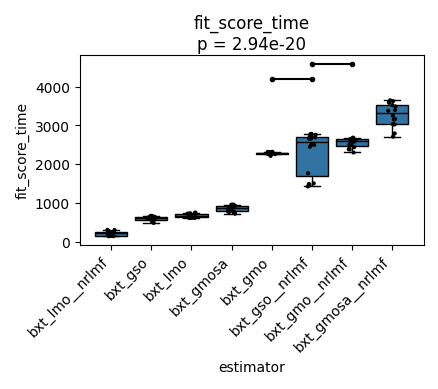 fit_score_time
p = 2.94e-20
fit_score_time
4000
3000
2000
1000
0
bxt_lmo__nrlmf
bxt_gso
bxt_lmo
bxt_gmosa
bxt_gmo
bxt_gso__nrlmf
bxt_gmo__nrlmf
bxt_gmosa__nrlmf
estimator